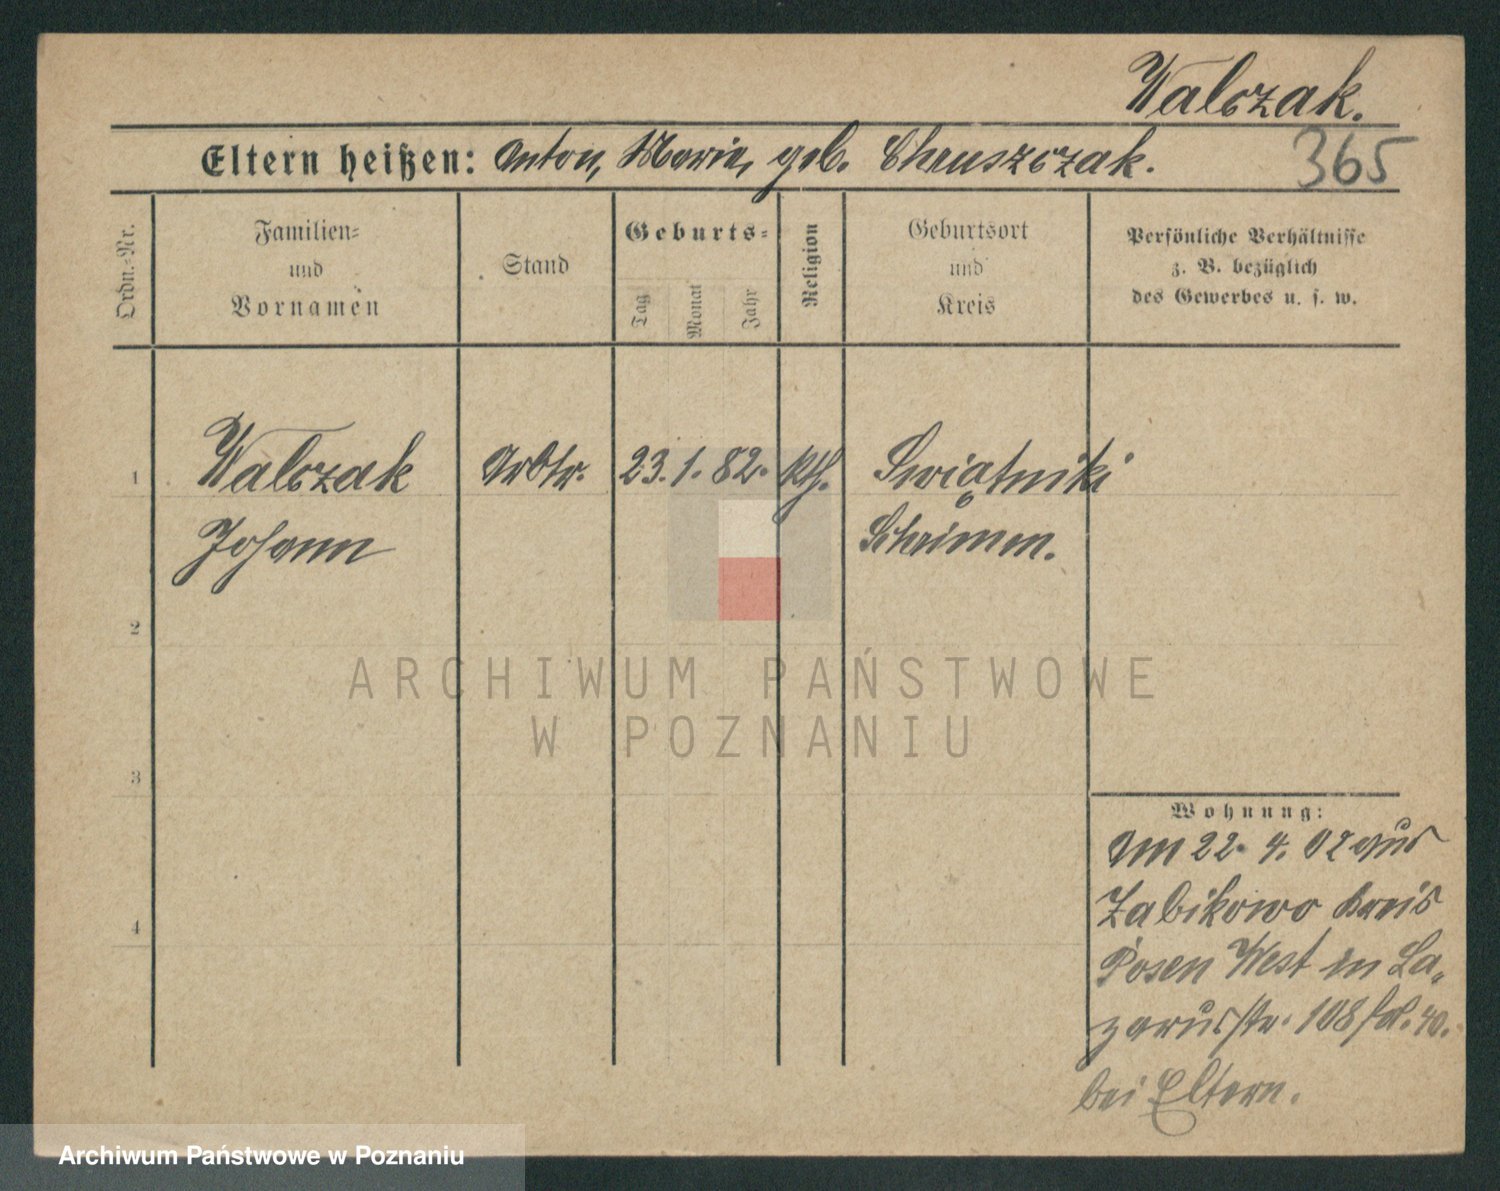 Walczak.
Eltern heißen: Anton, Maria, geb. Chruszczak.
365
Ordn.-Nr.
Familien-
und
Vornamen
Stand
Geburts-
Tag
Monat
Jahr
Religion
Geburtsort
und
Kreis
Persönliche Verhältnisse
z. B. bezüglich
des Gewerbes u. s. w.
1 Walczak Arbtr. 23. 1. 82. kth. Swiątniki
Johann Schrimm.
2
3
4
Wohnung:
Am 22. 4. 02 aus
Zabikowo Kreis
Posen West in La-
zarusstr. 108 fol. 40.
bei Eltern.
ARCHIWUM PAŃSTWOWE
W POZNANIU
Archiwum Państwowe w Poznaniu